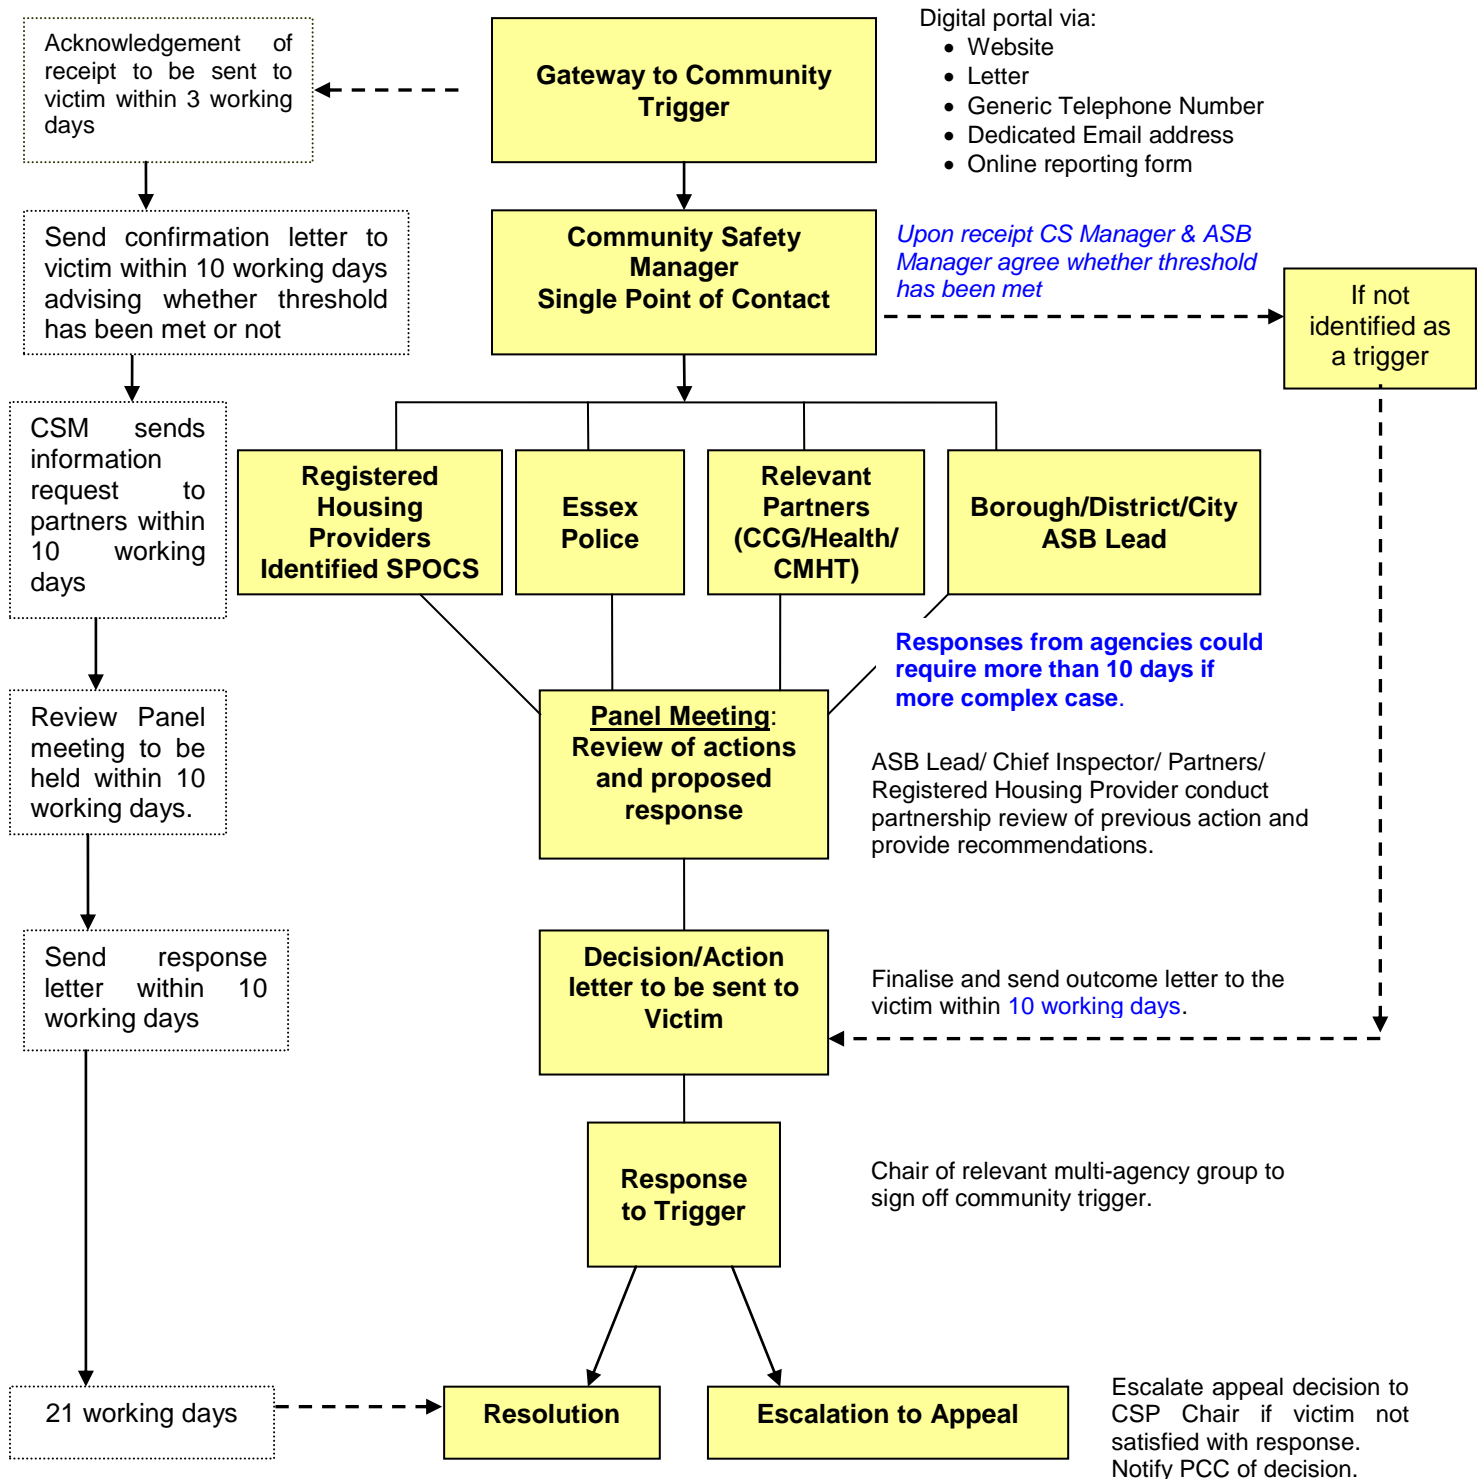 Acknowledgement of
receipt to be sent to
victim within 3 working
days
Gateway to Community
Trigger
Digital portal via:
• Website
• Letter
• Generic Telephone Number
• Dedicated Email address
• Online reporting form
Send confirmation letter to
victim within 10 working days
advising whether threshold
has been met or not
Community Safety
Manager
Single Point of Contact
Upon receipt CS Manager & ASB
Manager agree whether threshold
has been met
If not
identified as
a trigger
CSM sends
information
request to
partners within
10 working
days
Registered
Housing
Providers
Identified SPOCS
Essex
Police
Relevant
Partners
(CCG/Health/
CMHT)
Borough/District/City
ASB Lead
Responses from agencies could
require more than 10 days if
more complex case.
Review Panel
meeting to be
held within 10
working days.
Panel Meeting:
Review of actions
and proposed
response
ASB Lead/ Chief Inspector/ Partners/
Registered Housing Provider conduct
partnership review of previous action and
provide recommendations.
Send response
letter within 10
working days
Decision/Action
letter to be sent to
Victim
Finalise and send outcome letter to the
victim within 10 working days.
Response
to Trigger
Chair of relevant multi-agency group to
sign off community trigger.
21 working days
Resolution
Escalation to Appeal
Escalate appeal decision to
CSP Chair if victim not
satisfied with response.
Notify PCC of decision.